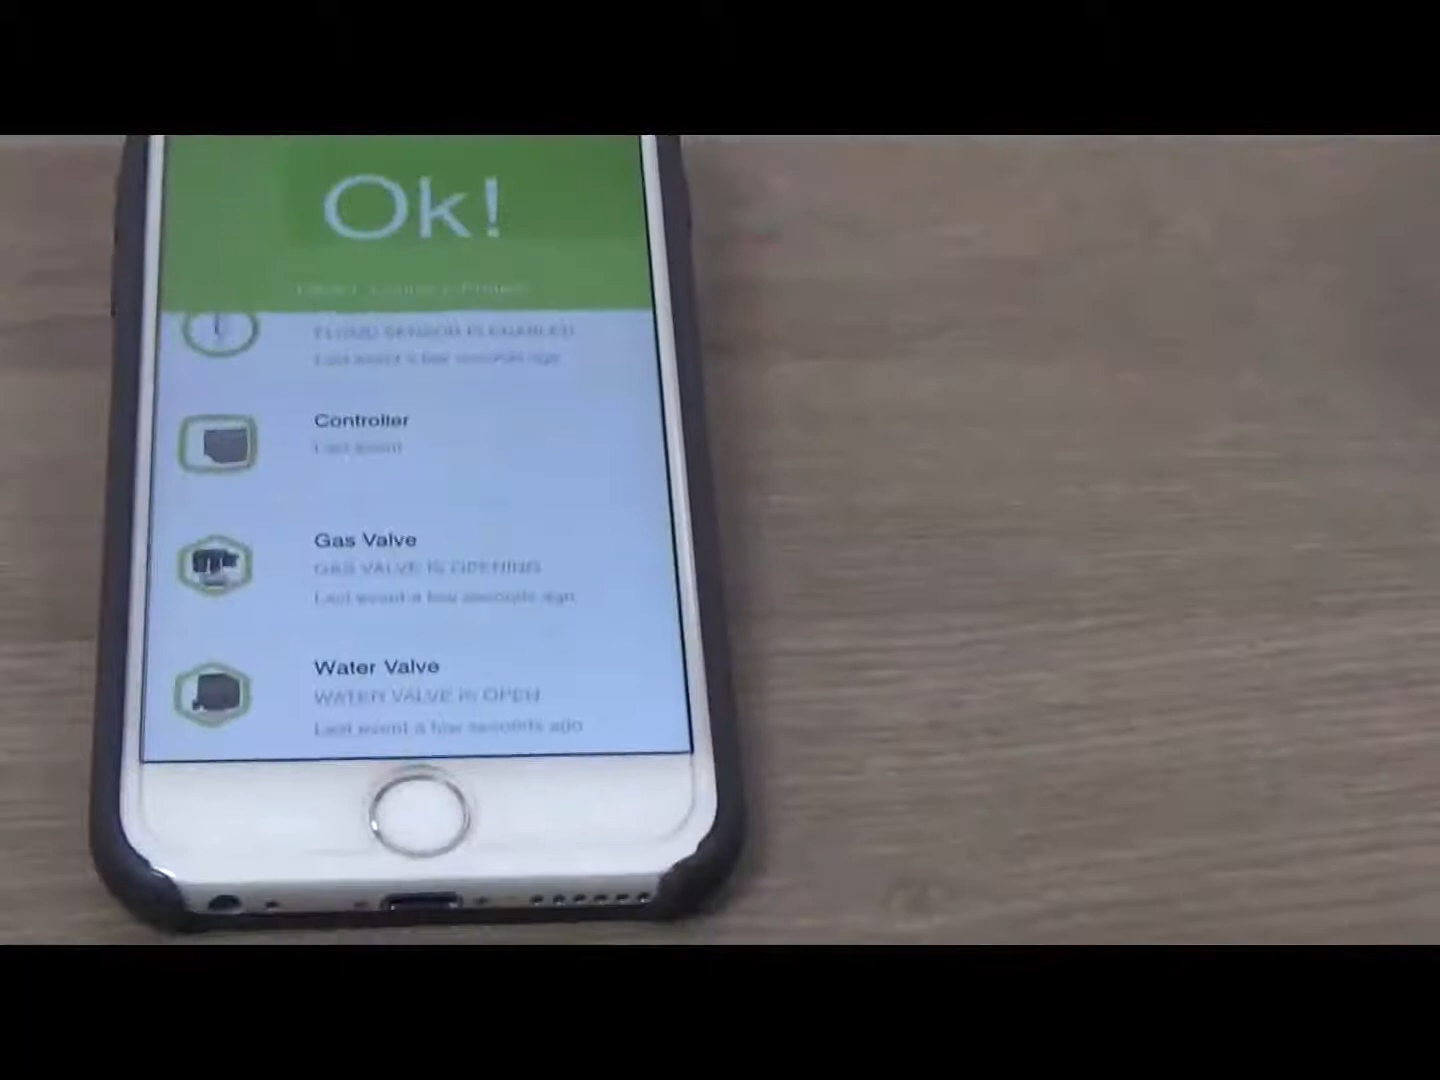 Ok!
FLOOD SENSOR IS ENABLED
Last event a few seconds ago
Controller
Last event
Gas Valve
GAS VALVE IS OPENING
Last event a few seconds ago
Water Valve
WATER VALVE IS OPEN
Last event a few seconds ago